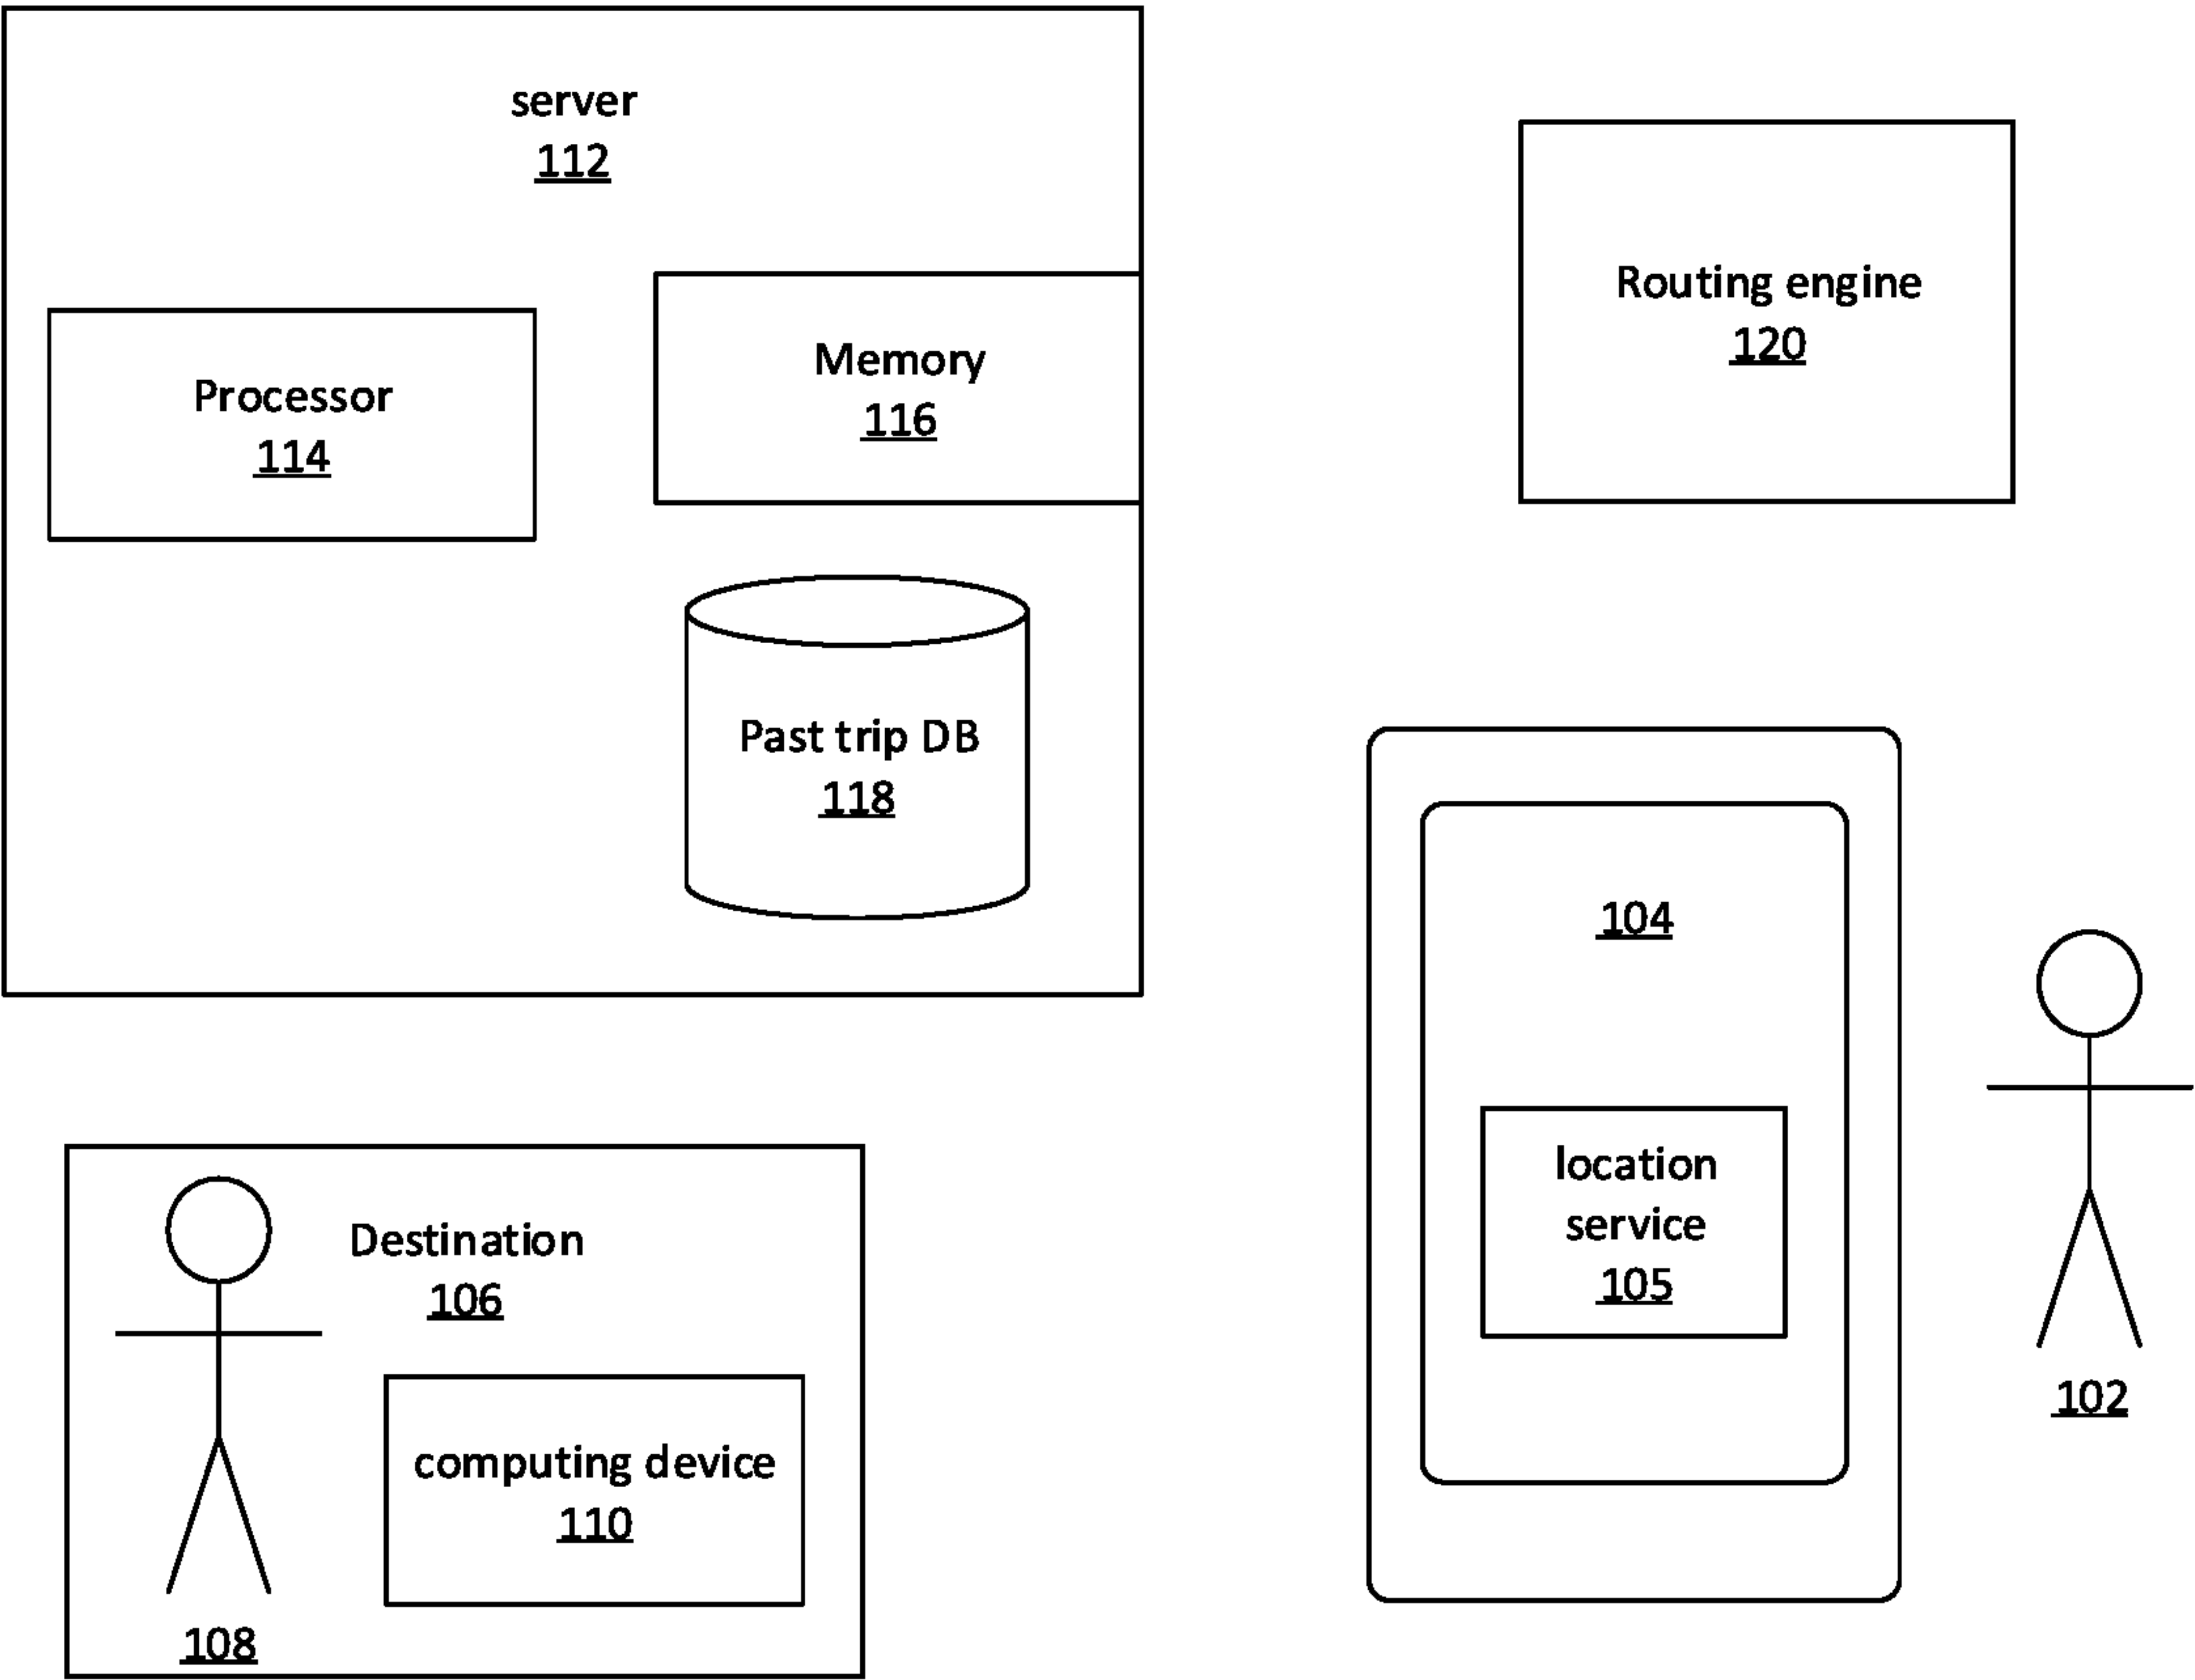 server
112
Processor
114
Memory
116
Past trip DB
118
Routing engine
120
104
location
service
105
102
Destination
106
computing device
110
108